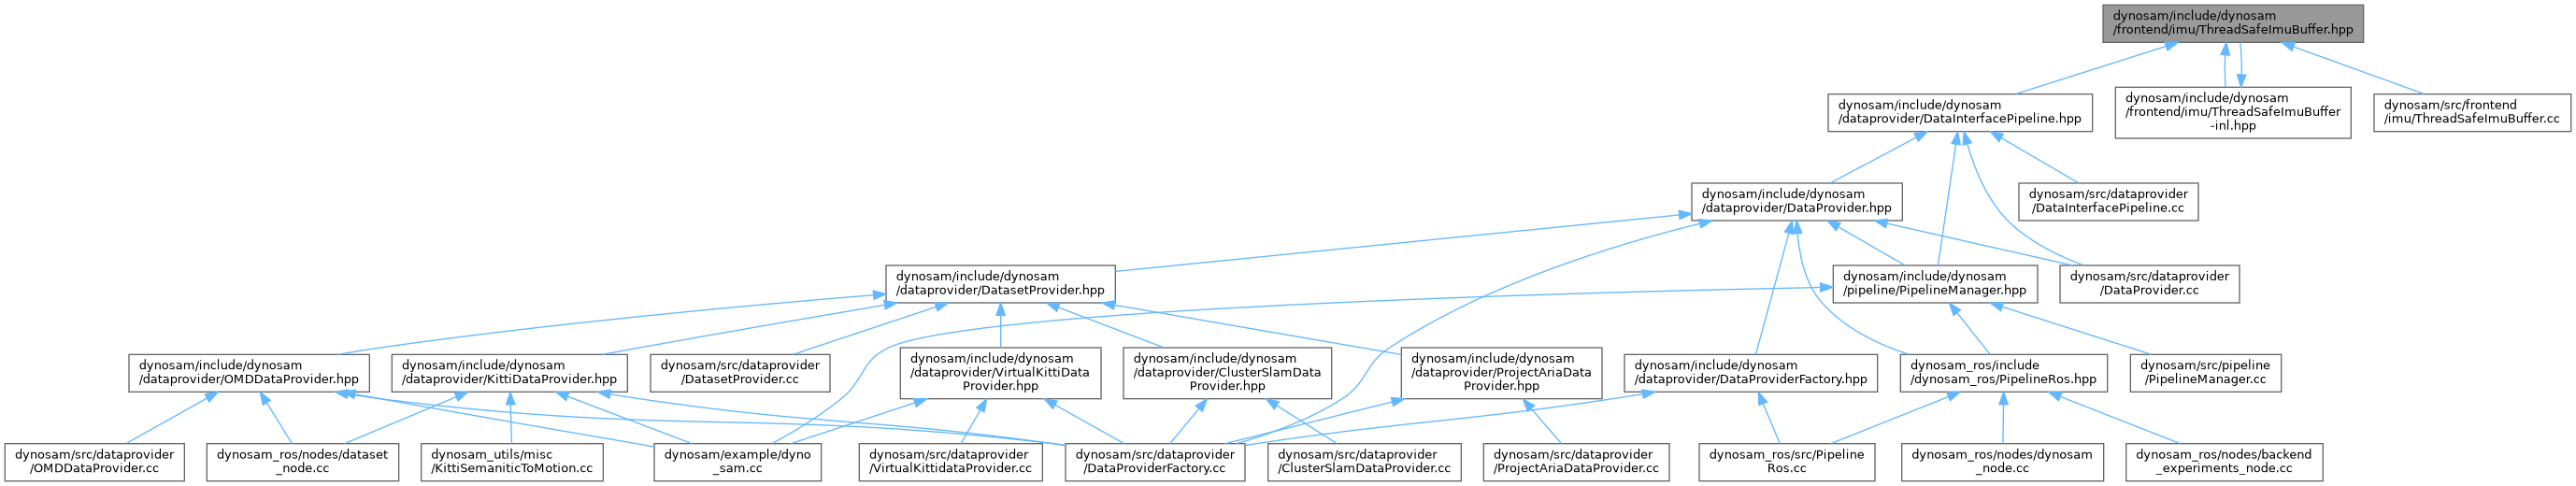 dynosam/include/dynosam
/frontend/imu/ThreadSafeImuBuffer.hpp
dynosam/include/dynosam
/dataprovider/DataInterfacePipeline.hpp
dynosam/include/dynosam
/frontend/imu/ThreadSafeImuBuffer
-inl.hpp
dynosam/src/frontend
/imu/ThreadSafeImuBuffer.cc
dynosam/include/dynosam
/dataprovider/DataProvider.hpp
dynosam/src/dataprovider
/DataInterfacePipeline.cc
dynosam/include/dynosam
/dataprovider/DatasetProvider.hpp
dynosam/include/dynosam
/pipeline/PipelineManager.hpp
dynosam/src/dataprovider
/DataProvider.cc
dynosam/include/dynosam
/dataprovider/OMDDataProvider.hpp
dynosam/include/dynosam
/dataprovider/KittiDataProvider.hpp
dynosam/src/dataprovider
/DatasetProvider.cc
dynosam/include/dynosam
/dataprovider/VirtualKittiData
Provider.hpp
dynosam/include/dynosam
/dataprovider/ClusterSlamData
Provider.hpp
dynosam/include/dynosam
/dataprovider/ProjectAriaData
Provider.hpp
dynosam/include/dynosam
/dataprovider/DataProviderFactory.hpp
dynosam_ros/include
/dynosam_ros/PipelineRos.hpp
dynosam/src/pipeline
/PipelineManager.cc
dynosam/src/dataprovider
/OMDDataProvider.cc
dynosam_ros/nodes/dataset
_node.cc
dynosam_utils/misc
/KittiSemaniticToMotion.cc
dynosam/example/dyno
_sam.cc
dynosam/src/dataprovider
/VirtualKittidataProvider.cc
dynosam/src/dataprovider
/DataProviderFactory.cc
dynosam/src/dataprovider
/ClusterSlamDataProvider.cc
dynosam/src/dataprovider
/ProjectAriaDataProvider.cc
dynosam_ros/src/Pipeline
Ros.cc
dynosam_ros/nodes/dynosam
_node.cc
dynosam_ros/nodes/backend
_experiments_node.cc